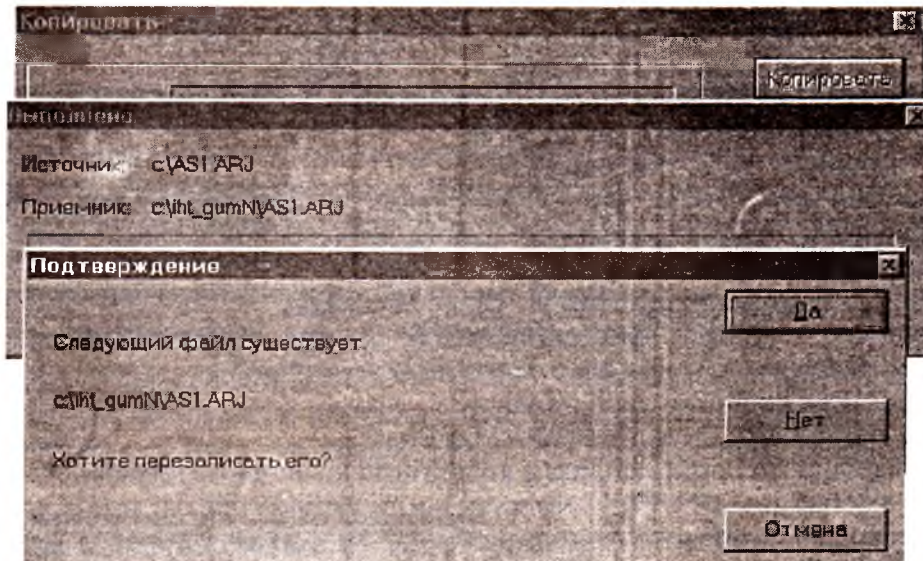 Копировать
Копировать
Выполнено
Источник: c:\AS1.ARJ
Приемник: c:\iht_gumN\AS1.ARJ
Подтверждение
Да
Следующий файл существует.
c:\iht_gumN\AS1.ARJ
Нет
Хотите перезаписать его?
Отмена